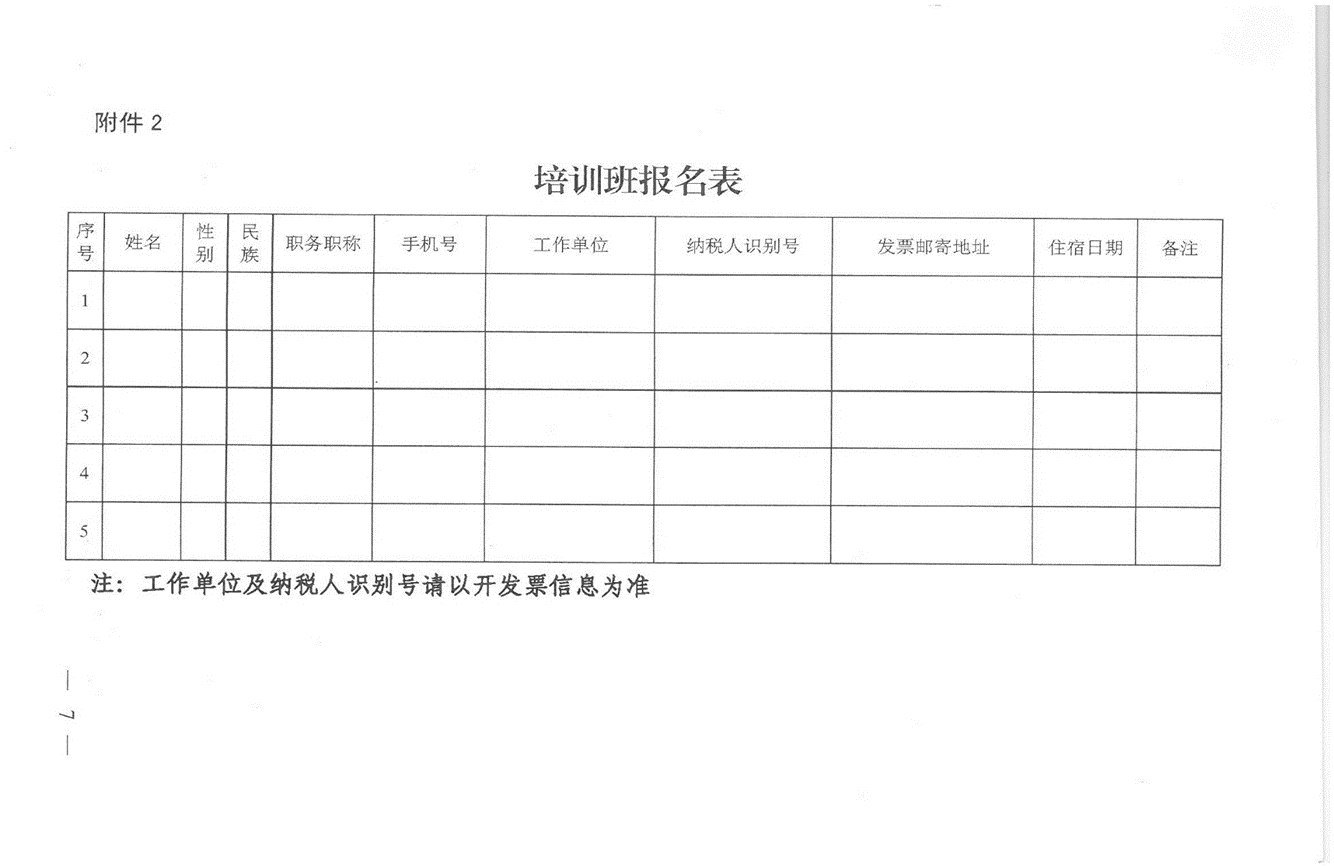 附件 2
培训班报名表
序号 姓名 性别 民族 职务职称 手机号 工作单位 纳税人识别号 发票邮寄地址 住宿日期 备注
1
2
3
4
5
注：工作单位及纳税人识别号请以开发票信息为准
— 7 —